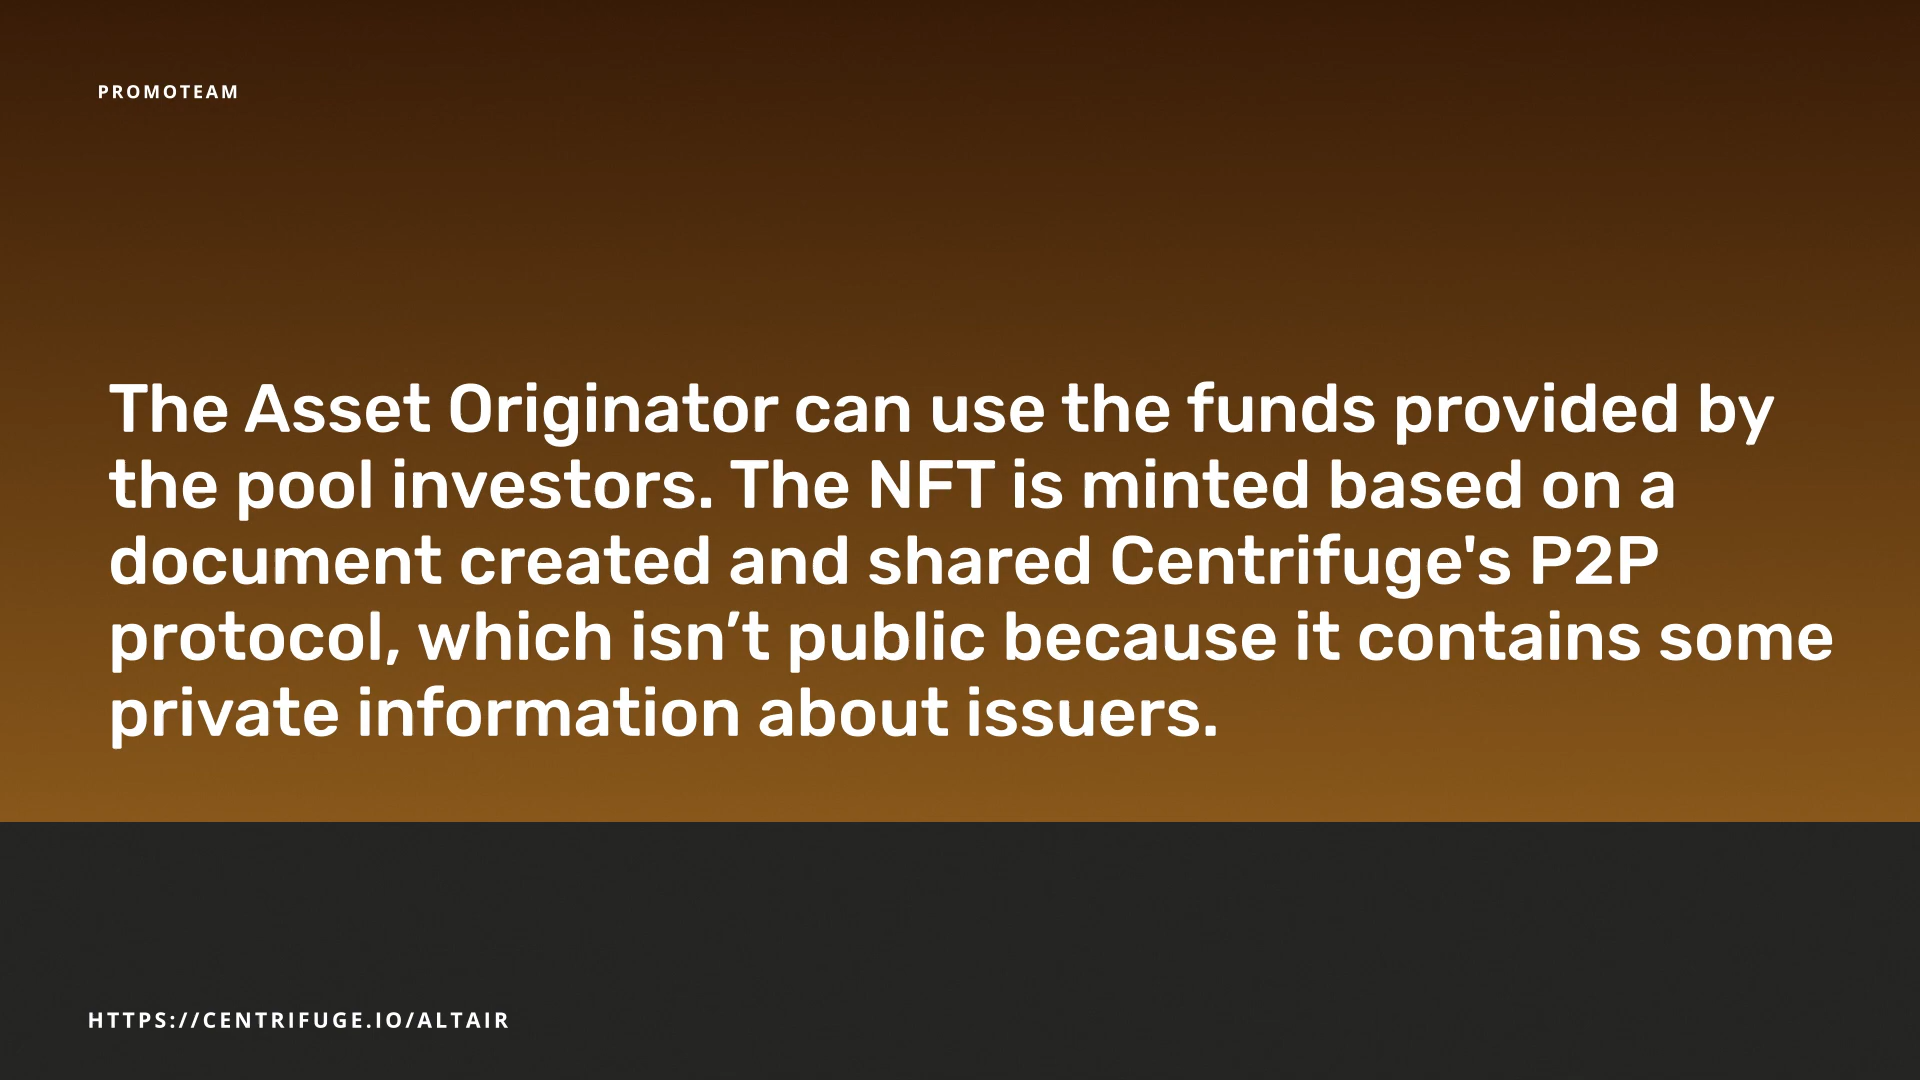 PROMOTEAM
The Asset Originator can use the funds provided by
the pool investors. The NFT is minted based on a
document created and shared Centrifuge's P2P
protocol, which isn’t public because it contains some
private information about issuers.
HTTPS://CENTRIFUGE.IO/ALTAIR